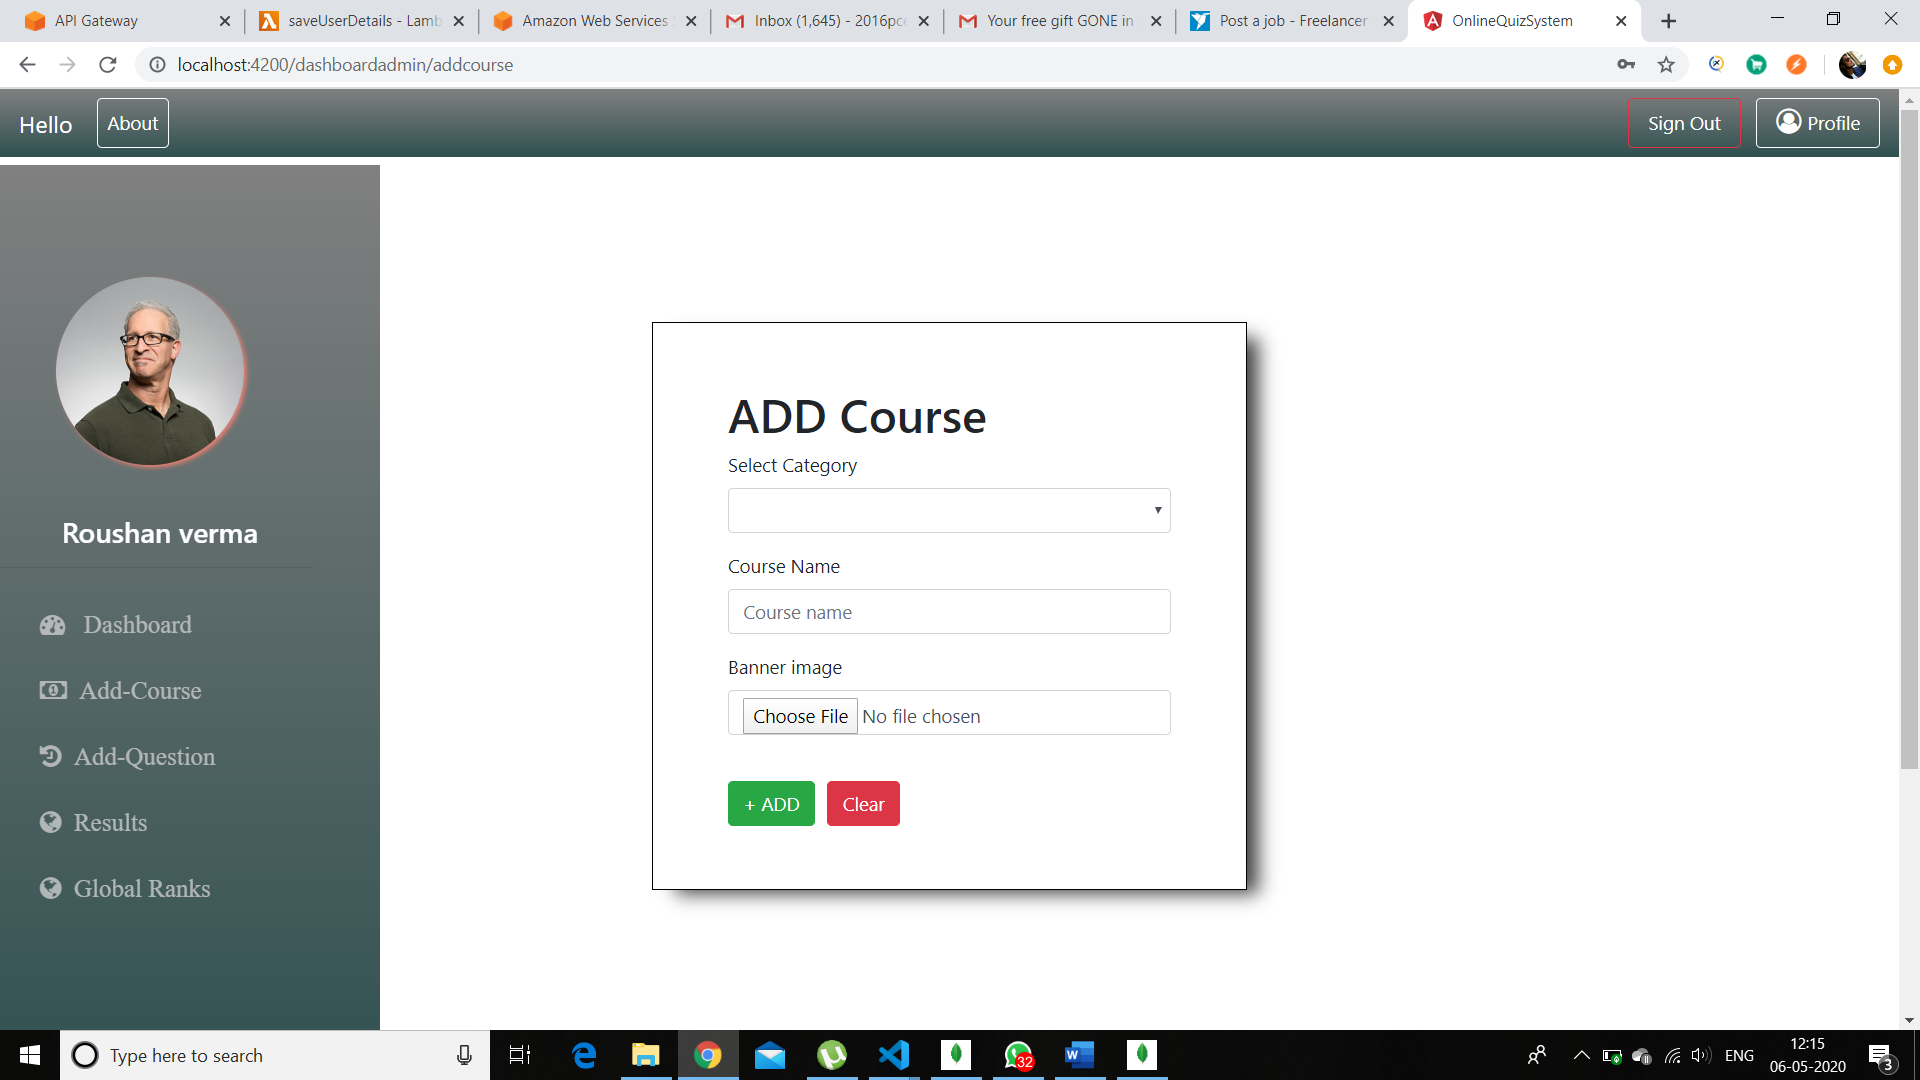 API Gateway
saveUserDetails - Lamb
Amazon Web Services
Inbox (1,645) - 2016pce
Your free gift GONE in
Post a job - Freelancer
OnlineQuizSystem
localhost:4200/dashboardadmin/addcourse
Hello
About
Sign Out
Profile
Roushan verma
Dashboard
Add-Course
Add-Question
Results
Global Ranks
ADD Course
Select Category
Course Name
Course name
Banner image
Choose File No file chosen
+ ADD
Clear
Type here to search
32
ENG
12:15
06-05-2020
3